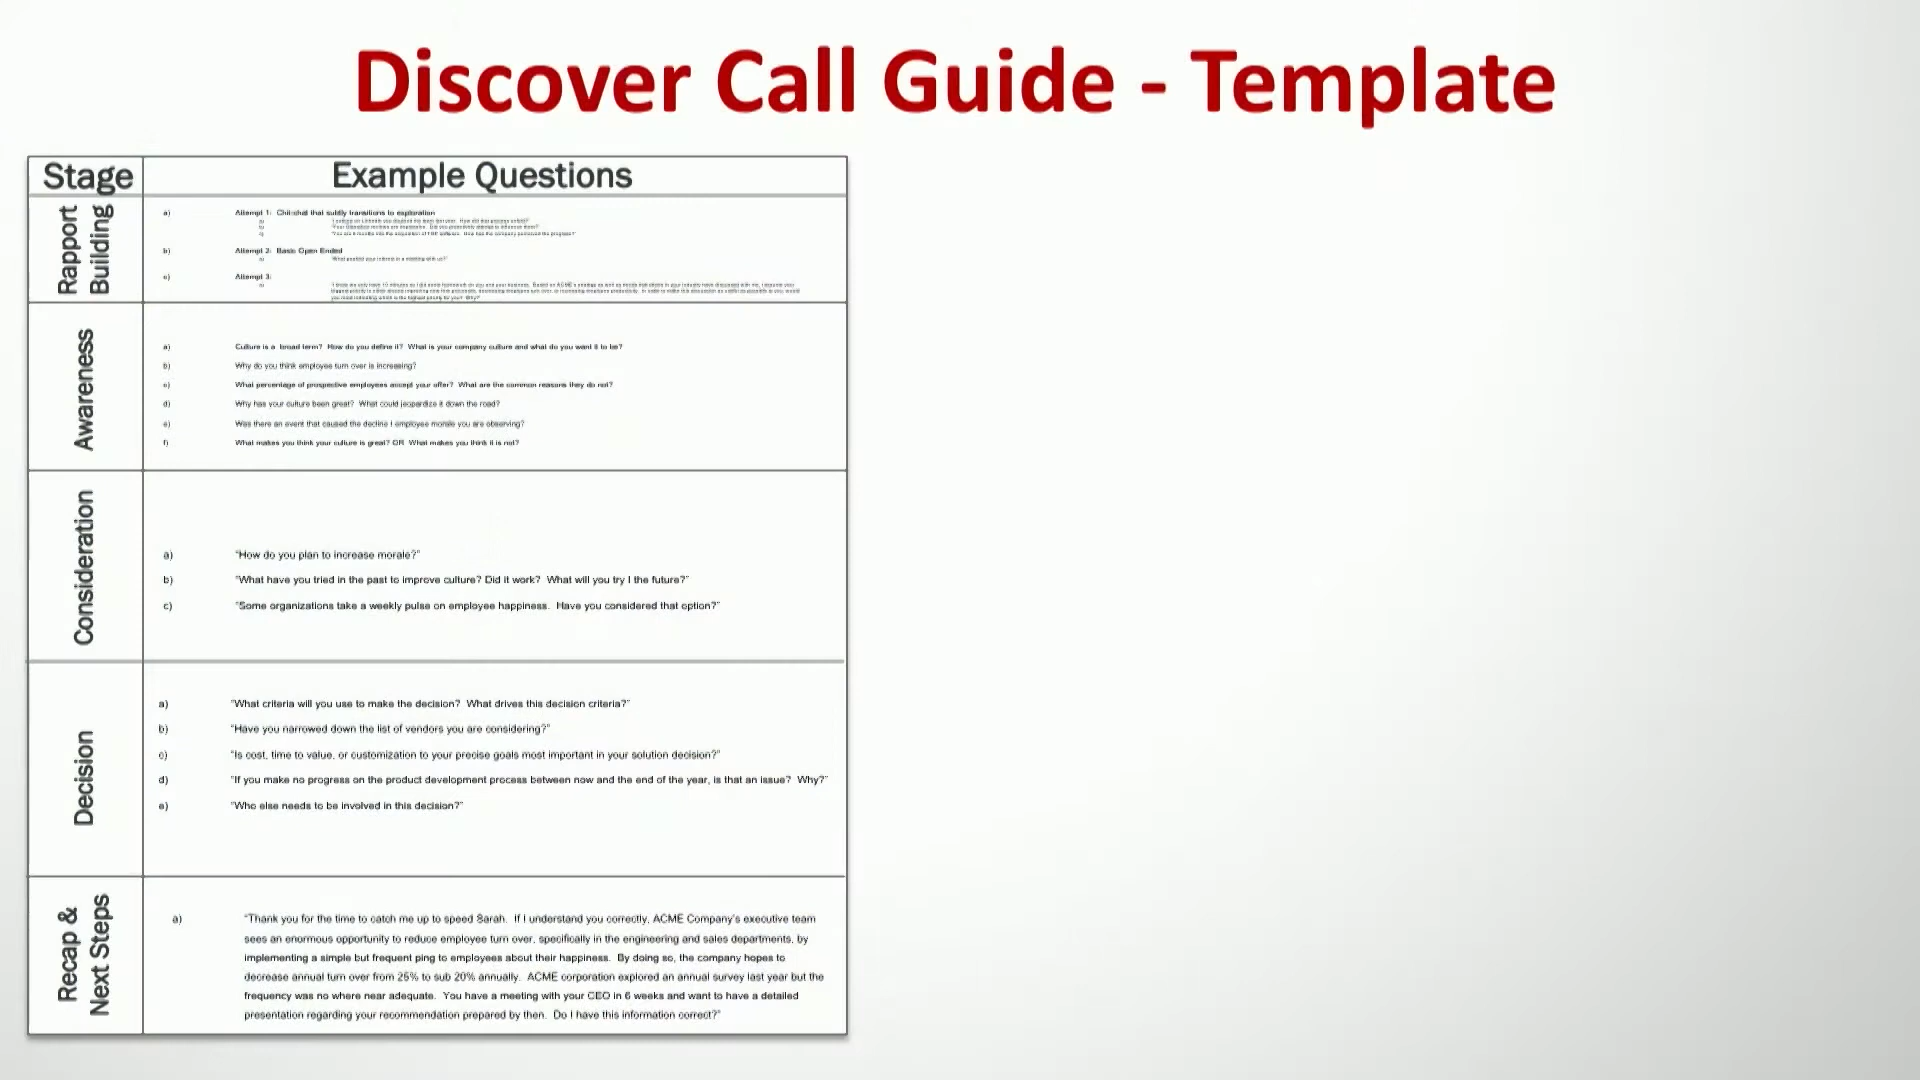 Discover Call Guide - Template
Stage
Example Questions
Rapport
Building
a) Attempt 1: Chit-chat that subtly transitions to exploration
b) Attempt 2: Basic Open Ended
a) "What peaked your interest in a meeting with us?"
c) Attempt 3:
Awareness
a) Culture is a broad term? How do you define it? What is your company culture and what do you want it to be?
b) Why do you think employee turn over is increasing?
c) What percentage of prospective employees accept your offer? What are the common reasons they do not?
d) Why has your culture been great? What could jeopardize it down the road?
e) Was there an event that caused the decline I employee morale you are observing?
f) What makes you think your culture is great? OR What makes you think it is not?
Consideration
a) "How do you plan to increase morale?"
b) "What have you tried in the past to improve culture? Did it work? What will you try I the future?"
c) "Some organizations take a weekly pulse on employee happiness. Have you considered that option?"
Decision
a) "What criteria will you use to make the decision? What drives this decision criteria?"
b) "Have you narrowed down the list of vendors you are considering?"
c) "Is cost, time to value, or customization to your precise goals most important in your solution decision?"
d) "If you make no progress on the product development process between now and the end of the year, is that an issue? Why?"
e) "Who else needs to be involved in this decision?"
Recap &
Next Steps
a) "Thank you for the time to catch me up to speed Sarah. If I understand you correctly, ACME Company's executive team
sees an enormous opportunity to reduce employee turn over, specifically in the engineering and sales departments, by
implementing a simple but frequent ping to employees about their happiness. By doing so, the company hopes to
decrease annual turn over from 25% to sub 20% annually. ACME corporation explored an annual survey last year but the
frequency was no where near adequate. You have a meeting with your CEO in 6 weeks and want to have a detailed
presentation regarding your recommendation prepared by then. Do I have this information correct?"